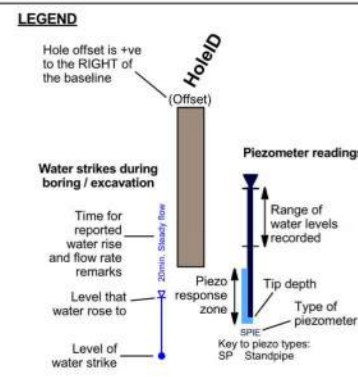 LEGEND
Hole offset is +ve
to the RIGHT of
the baseline
HoleID
(Offset)
Water strikes during
boring / excavation
Time for
reported
water rise
and flow rate
remarks
20min. Steady flow
Level that
water rose to
Level of
water strike
Piezometer readings
Range of
water levels
recorded
Piezo
response
zone
Tip depth
Type of
piezometer
SPIE
Key to piezo types:
SP Standpipe